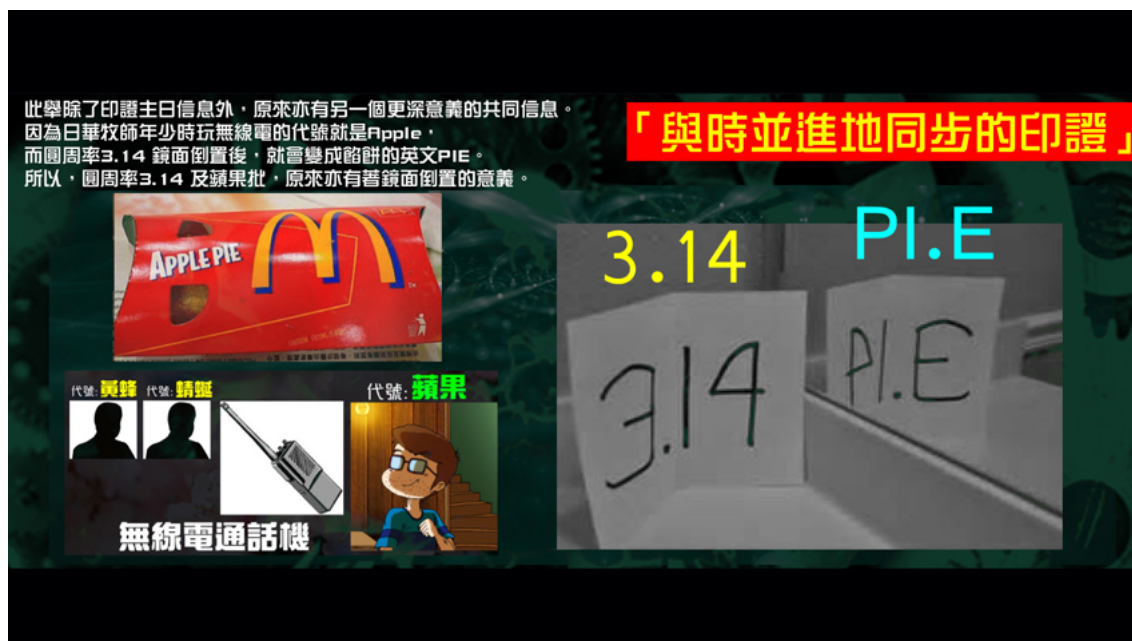 此舉除了印證主日信息外，原來亦有另一個更深意義的共同信息。
因為日華牧師年少時玩無線電的代號就是Apple，
而圓周率3.14 鏡面倒置後，就會變成餡餅的英文PIE。
所以，圓周率3.14 及蘋果批，原來亦有著鏡面倒置的意義。
「與時並進地同步的印證」
APPLE PIE
3.14
PI.E
3.14
PI.E
代號:黃蜂
代號:蜻蜓
代號:蘋果
無線電通話機